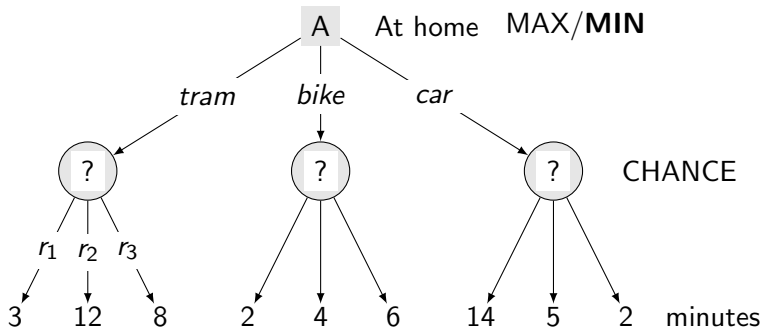 A At home MAX/MIN
tram bike car
? ? ? CHANCE
r1 r2 r3
3 12 8 2 4 6 14 5 2 minutes